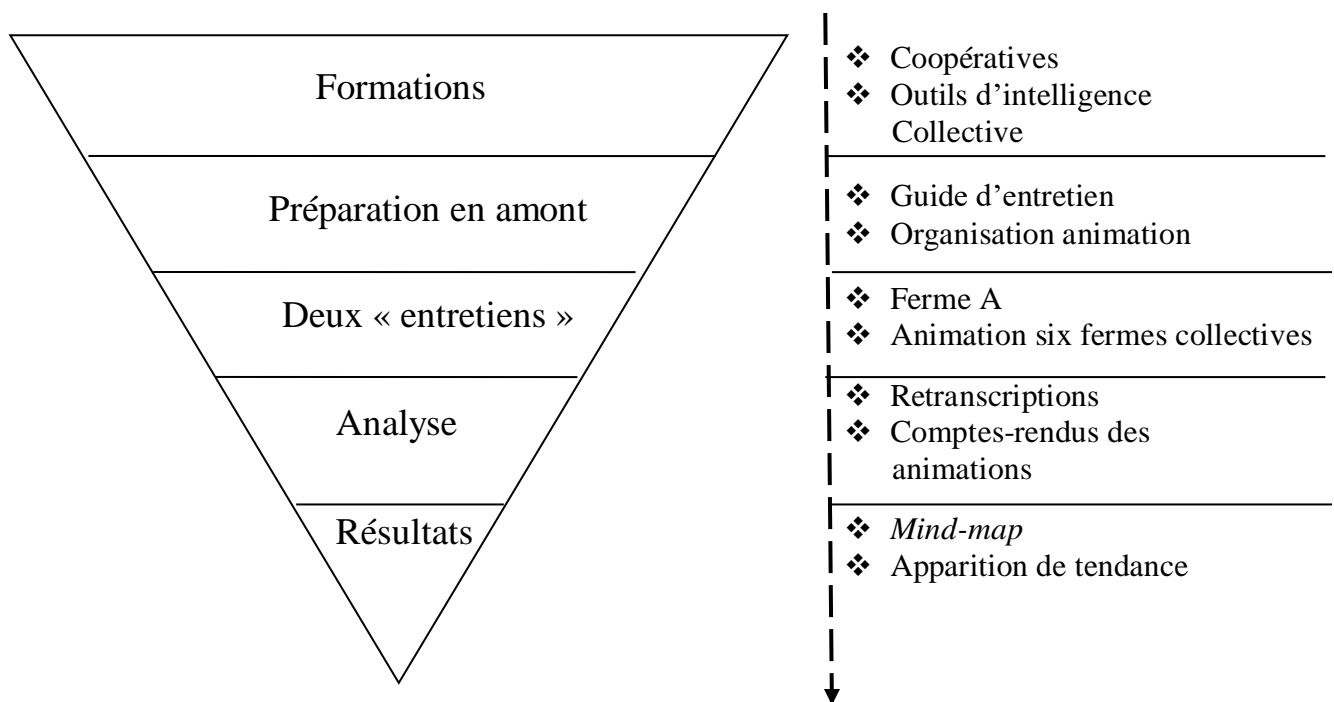 Formations
❖ Coopératives
❖ Outils d’intelligence
Collective
Préparation en amont
❖ Guide d’entretien
❖ Organisation animation
Deux « entretiens »
❖ Ferme A
❖ Animation six fermes collectives
Analyse
❖ Retranscriptions
❖ Comptes-rendus des
animations
Résultats
❖ Mind-map
❖ Apparition de tendance